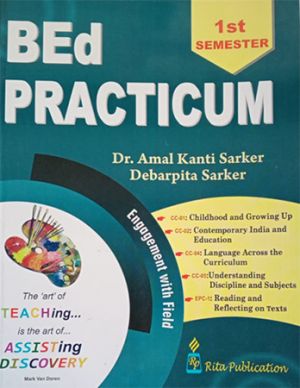 1st
SEMESTER
BEd
PRACTICUM
Dr. Amal Kanti Sarker
Debarpita Sarker
Engagement with Field
CC-01: Childhood and Growing Up
CC-02: Contemporary India and
Education
CC-04: Language Across the
Curriculum
CC-05: Understanding
Discipline and Subjects
EPC-1: Reading and
Reflecting on Texts
The 'art' of
TEACHing...
is the art of...
ASSISTing
DISCOVERY
Mark Van Doren
RP
Rita Publication